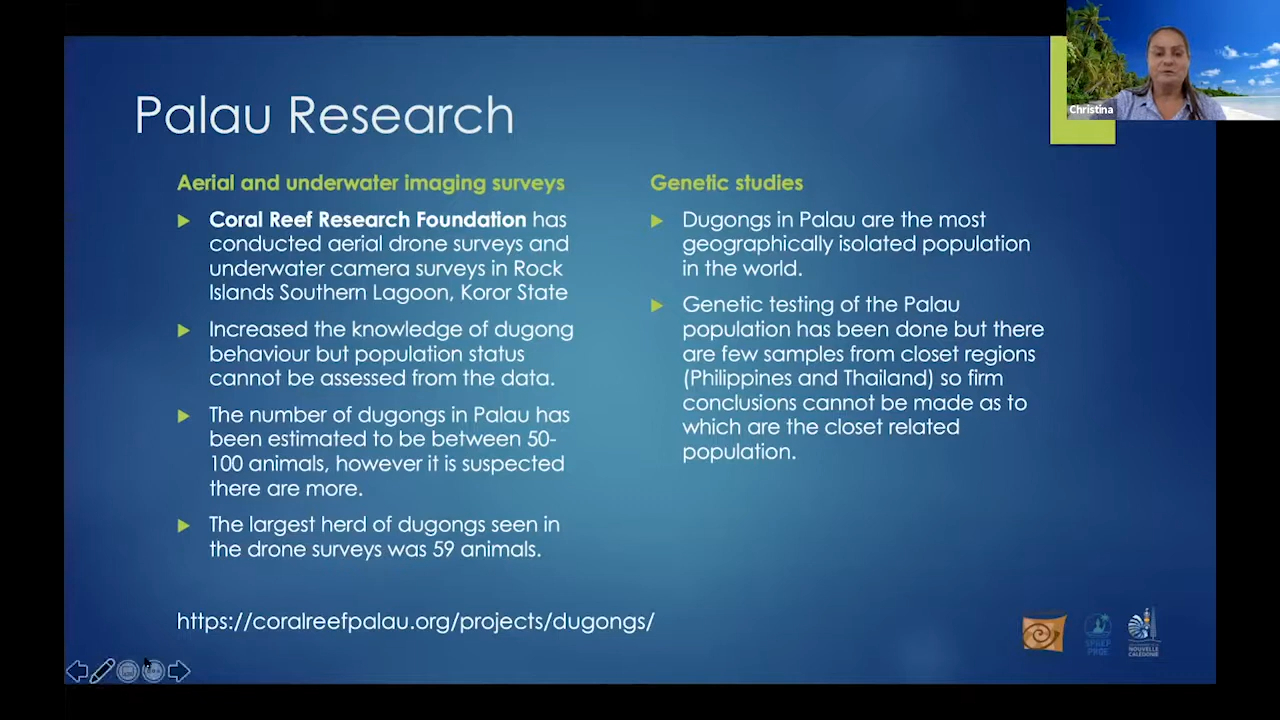 Palau Research
Christina
Aerial and underwater imaging surveys
Coral Reef Research Foundation has
conducted aerial drone surveys and
underwater camera surveys in Rock
Islands Southern Lagoon, Koror State
Increased the knowledge of dugong
behaviour but population status
cannot be assessed from the data.
The number of dugongs in Palau has
been estimated to be between 50-
100 animals, however it is suspected
there are more.
The largest herd of dugongs seen in
the drone surveys was 59 animals.
Genetic studies
Dugongs in Palau are the most
geographically isolated population
in the world.
Genetic testing of the Palau
population has been done but there
are few samples from closet regions
(Philippines and Thailand) so firm
conclusions cannot be made as to
which are the closet related
population.
https://coralreefpalau.org/projects/dugongs/
SPREP
PROE
NOUVELLE
CALÉDONIE